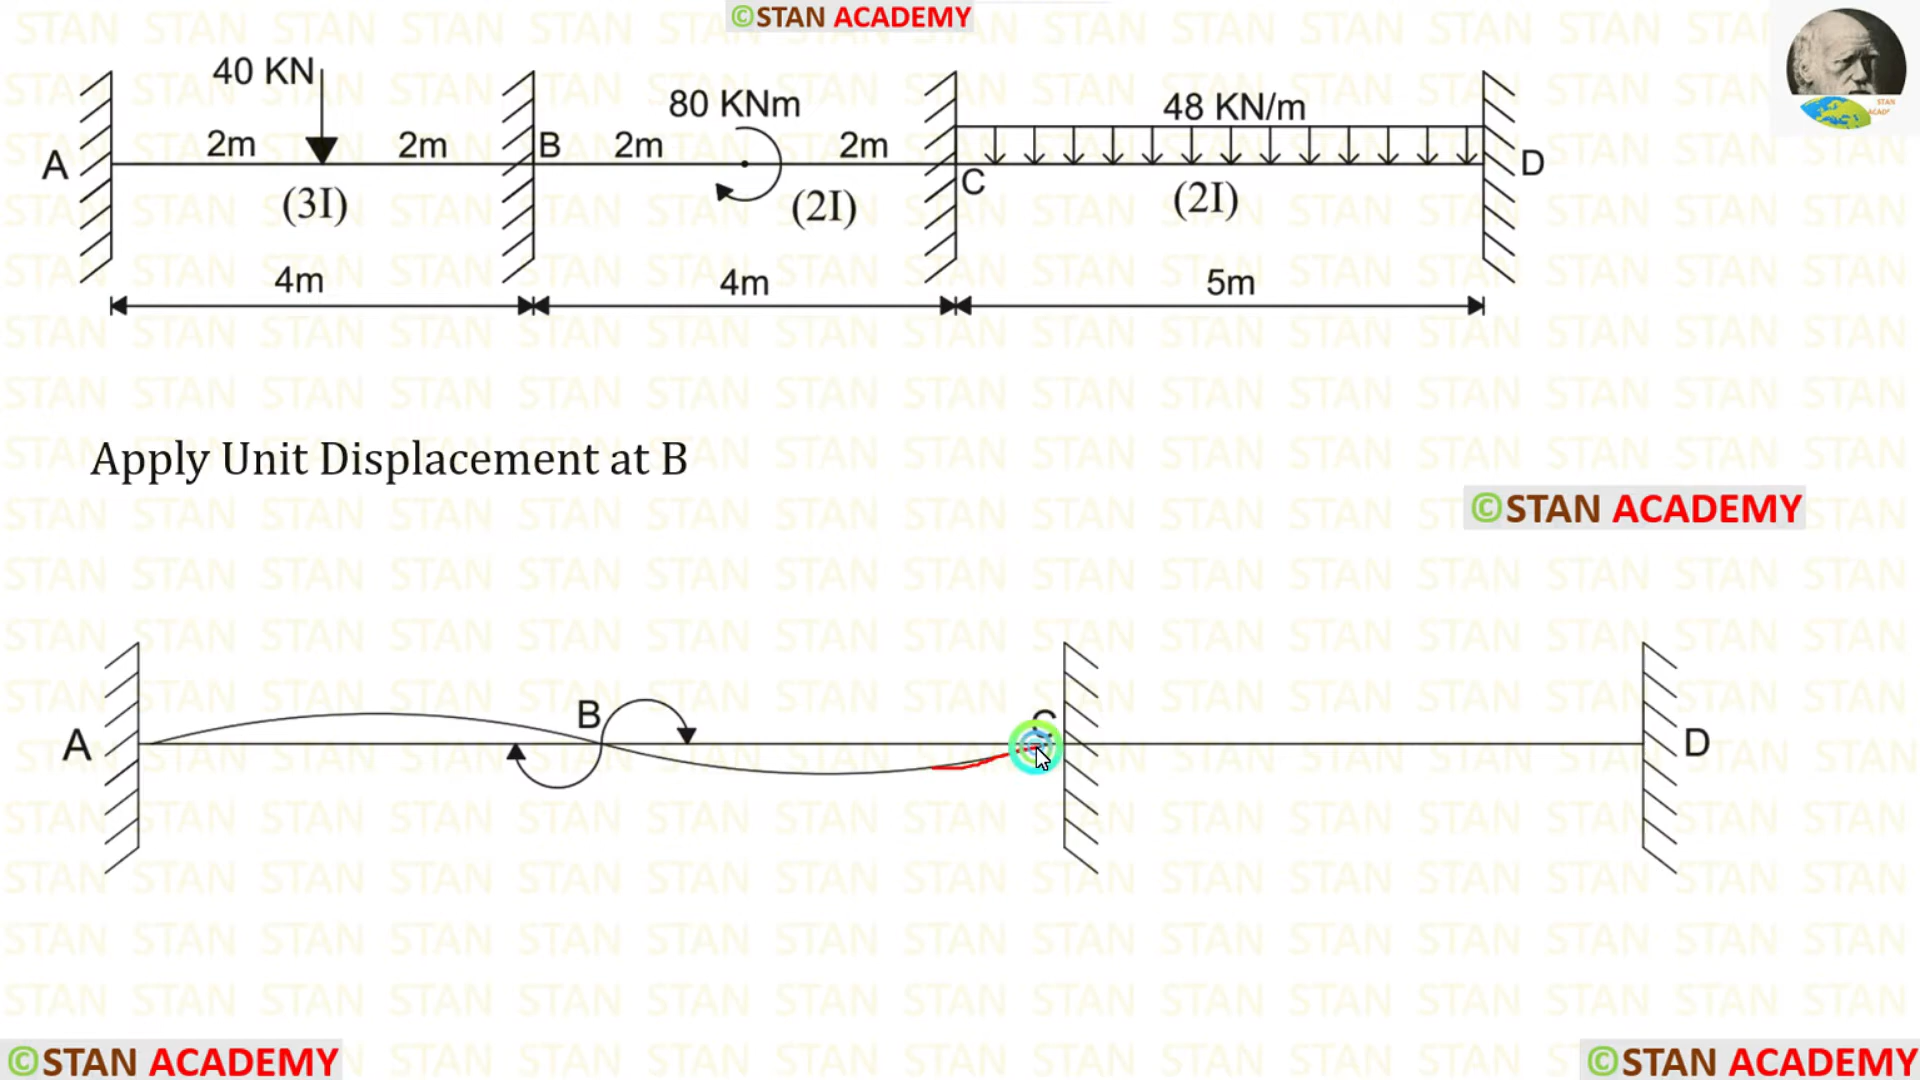 ©STAN ACADEMY
40 KN
80 KNm
48 KN/m
A
2m
2m
B
2m
2m
C
D
(3I)
(2I)
(2I)
4m
4m
5m
Apply Unit Displacement at B
©STAN ACADEMY
A
B
D
©STAN ACADEMY
©STAN ACADEMY